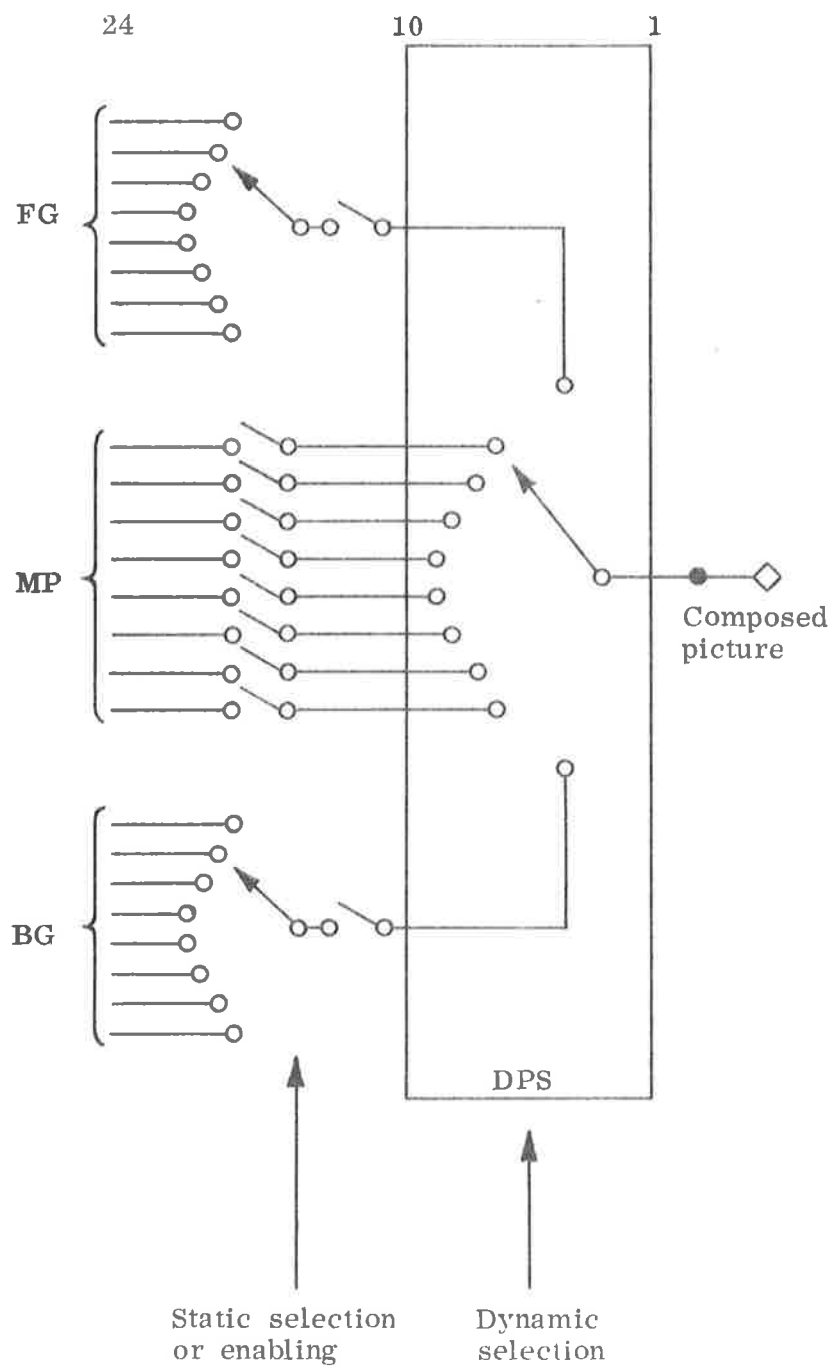 24 10 1
FG
MP
Composed
picture
BG
DPS
Static selection
or enabling
Dynamic
selection